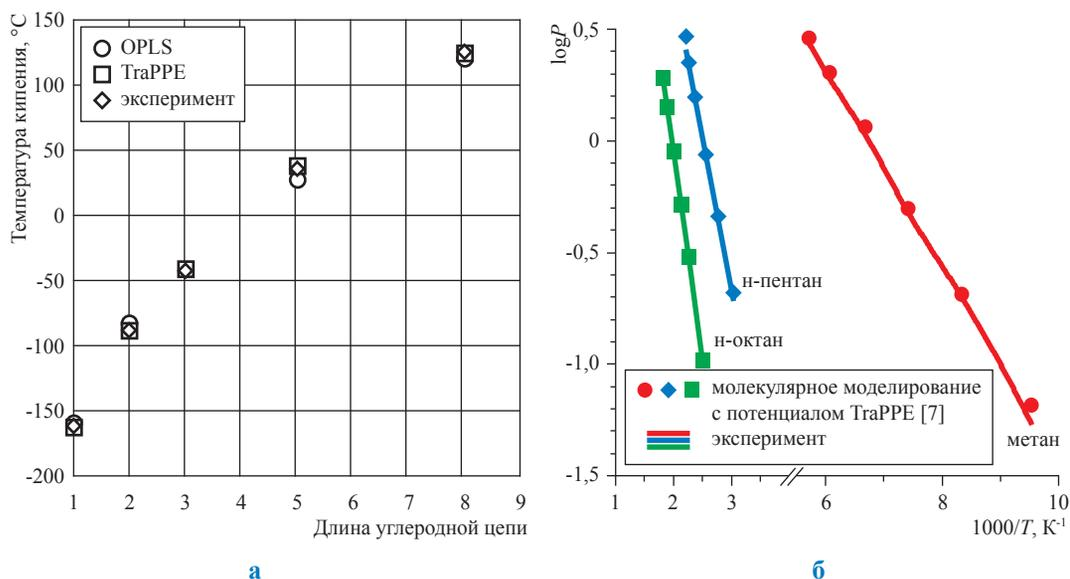 Температура кипения, °C
150
100
50
0
-50
-100
-150
-200
OPLS
TraPPE
эксперимент
1 2 3 4 5 6 7 8 9
Длина углеродной цепи
а
logP
0,5
0
-0,5
-1,0
-1,5
н-пентан
н-октан
метан
молекулярное моделирование
с потенциалом TraPPE [7]
эксперимент
1 2 3 6 8 10
1000/T, K-1
б